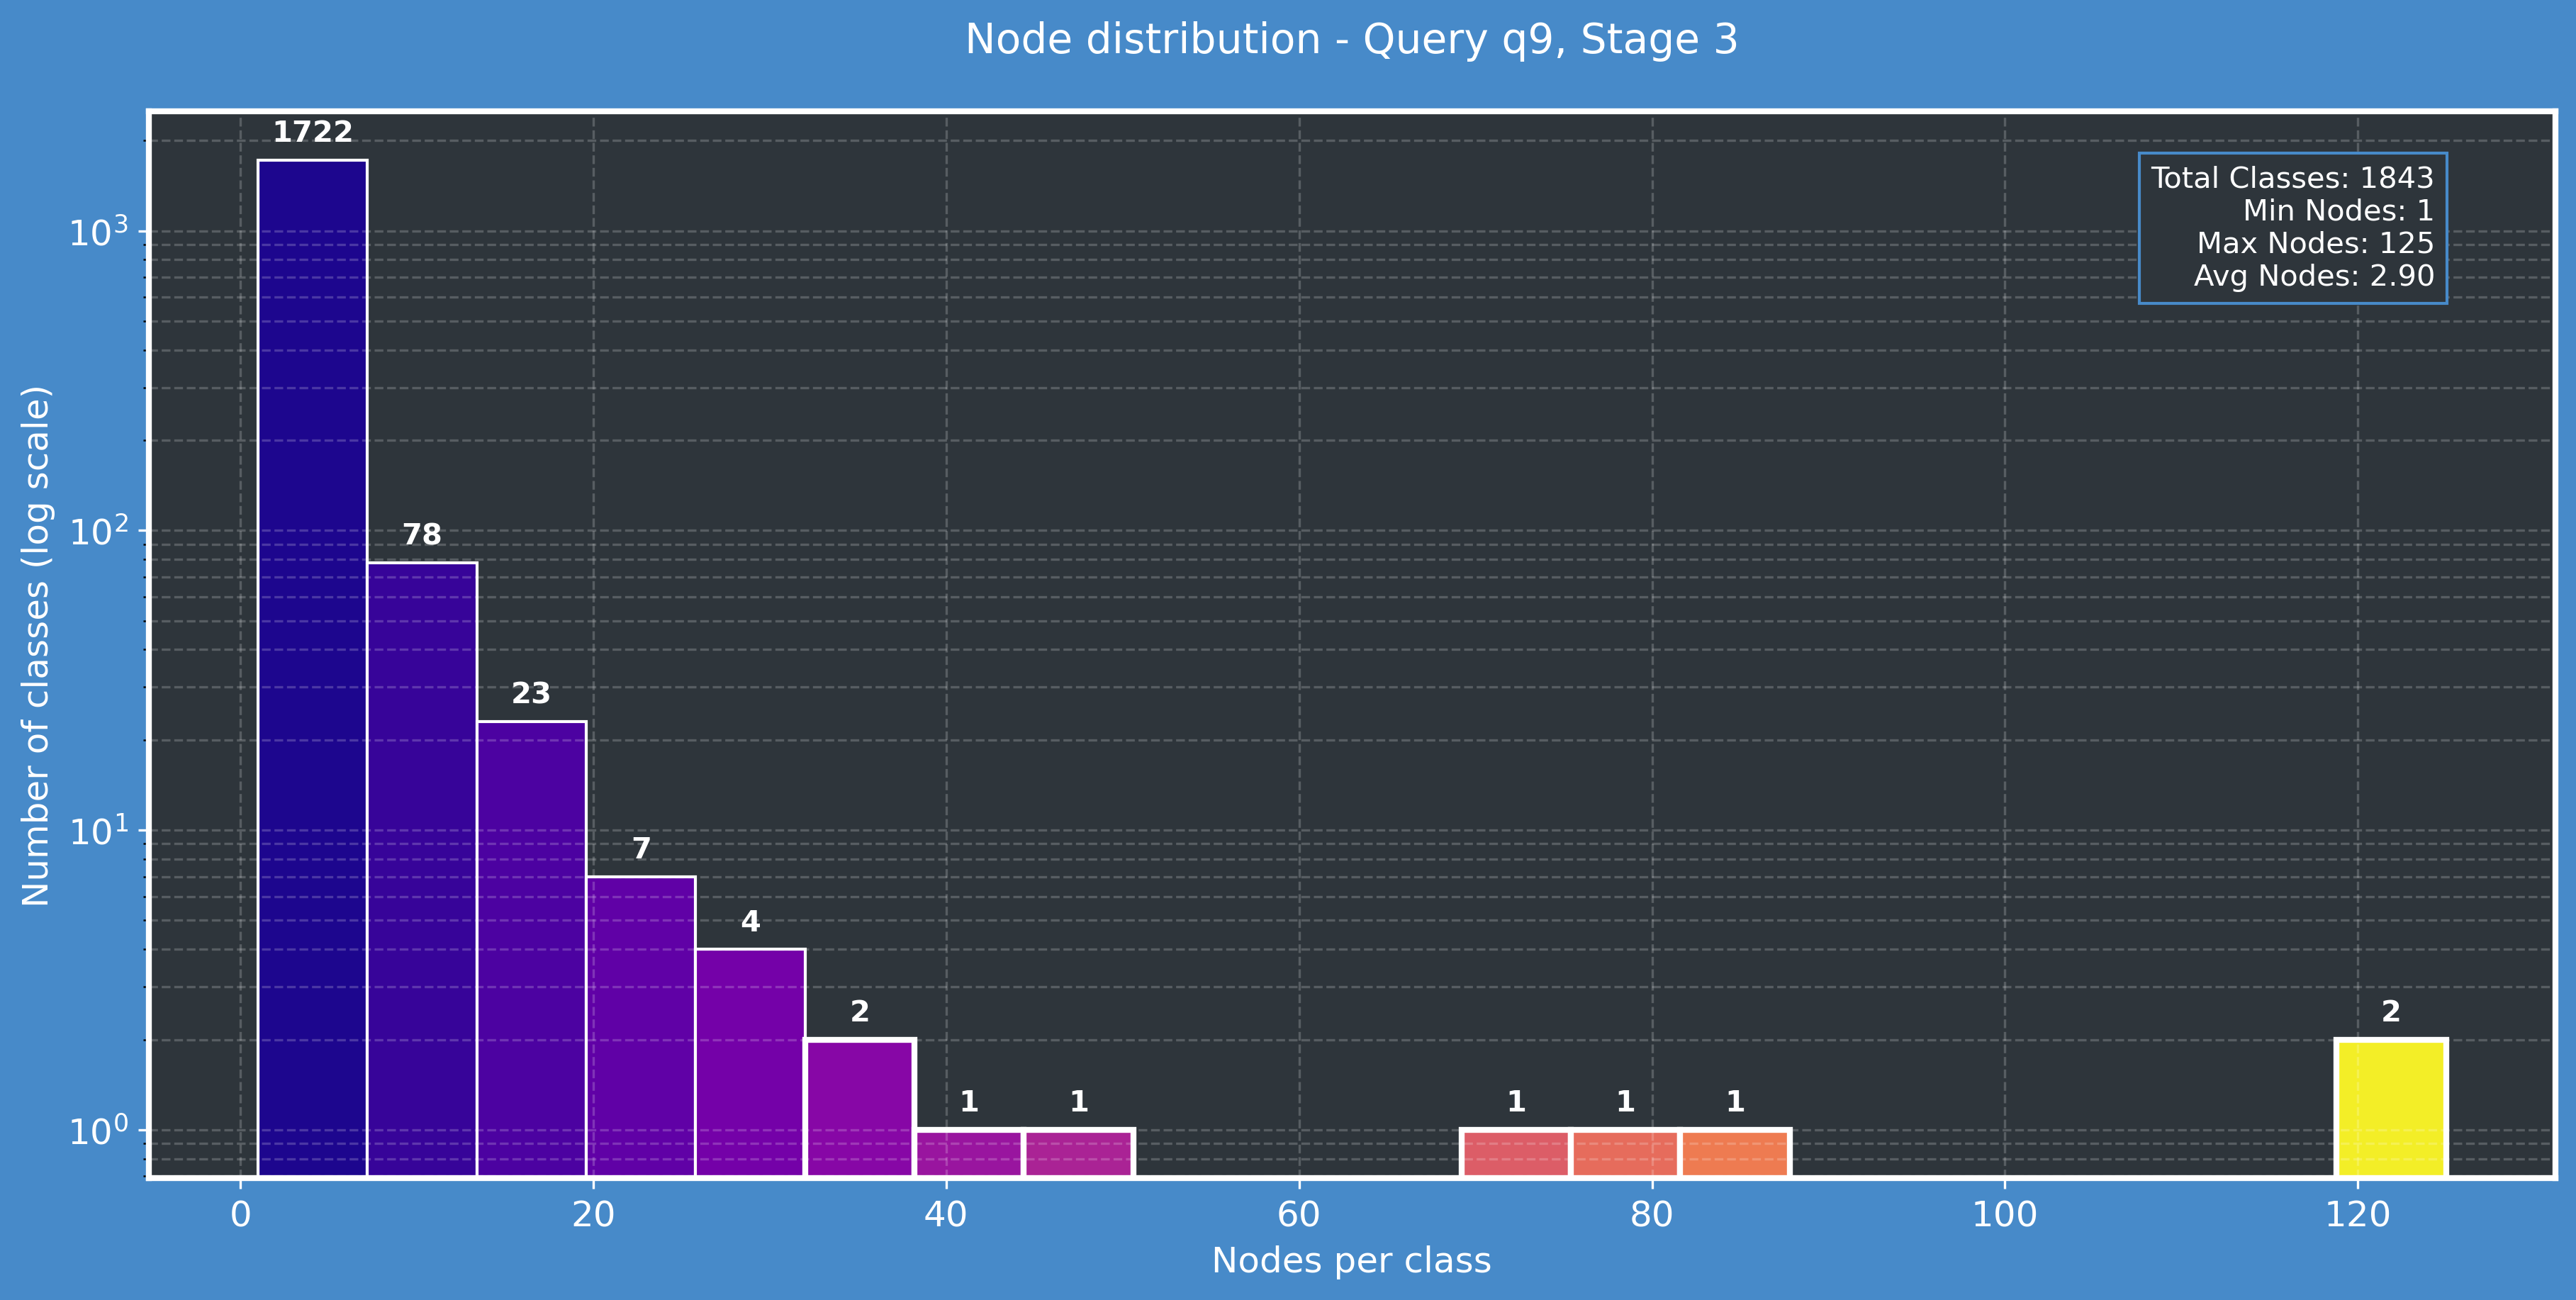 Node distribution - Query q9, Stage 3
Total Classes: 1843
Min Nodes: 1
Max Nodes: 125
Avg Nodes: 2.90
Number of classes (log scale)
10³
10²
10¹
10⁰
1722
78
23
7
4
2
1
1
1
1
1
2
0 20 40 60 80 100 120
Nodes per class